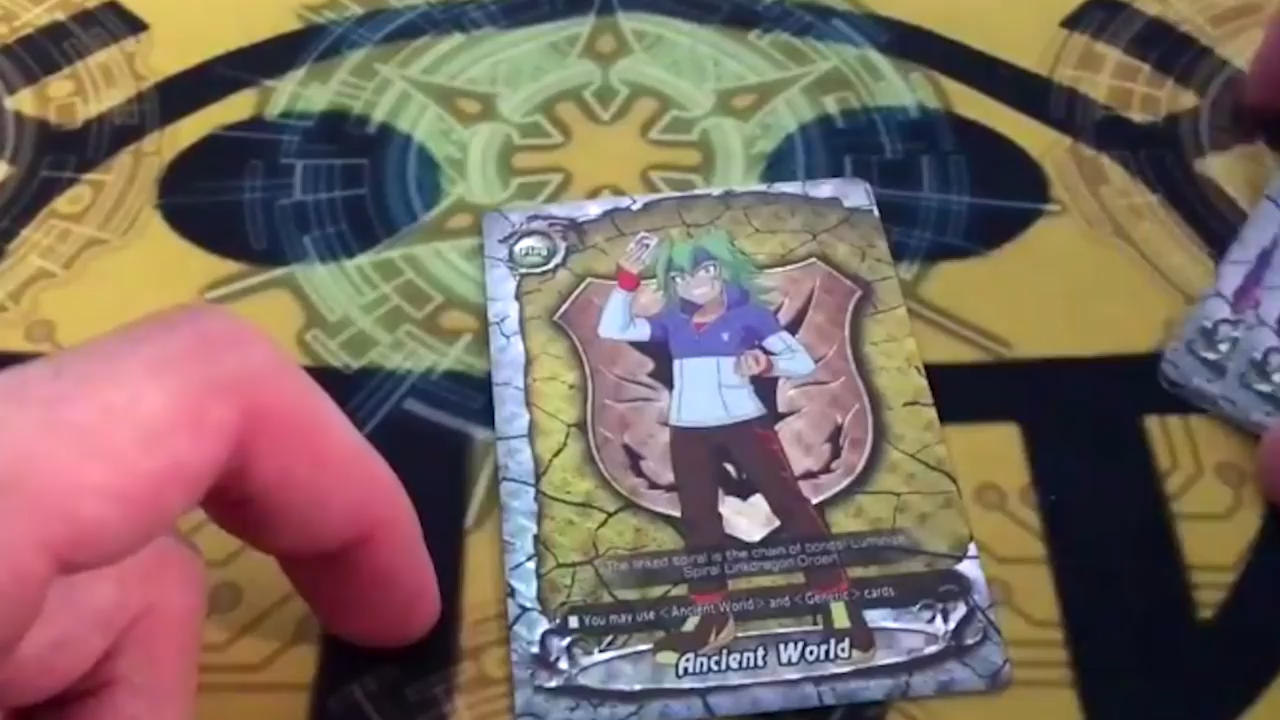 Flag
"The linked spiral is the chain of bonds! Luminize,
Spiral Linkdragon Order!"
■ You may use <Ancient World> and <Generic> cards.
Ancient World